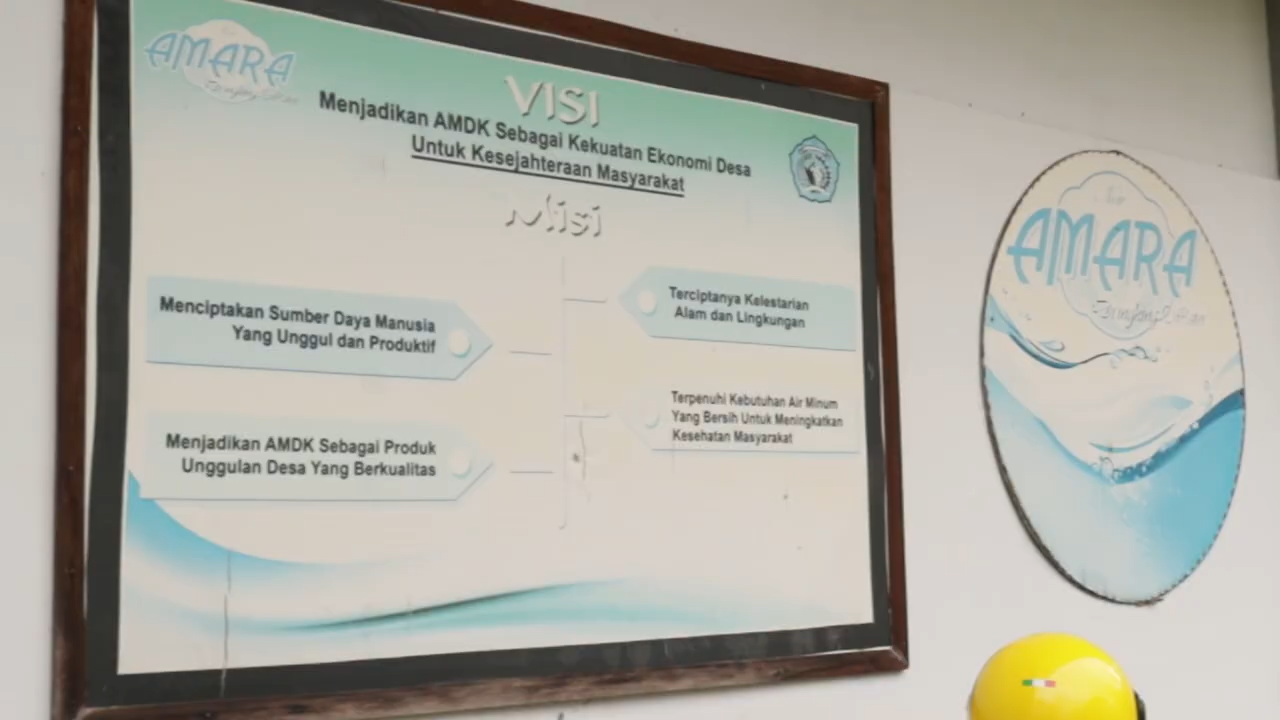 AMARA
VISI
Menjadikan AMDK Sebagai Kekuatan Ekonomi Desa
Untuk Kesejahteraan Masyarakat
Misi
Menciptakan Sumber Daya Manusia
Yang Unggul dan Produktif
Menjadikan AMDK Sebagai Produk
Unggulan Desa Yang Berkualitas
Terciptanya Kelestarian
Alam dan Lingkungan
Terpenuhi Kebutuhan Air Minum
Yang Bersih Untuk Meningkatkan
Kesehatan Masyarakat
AMARA